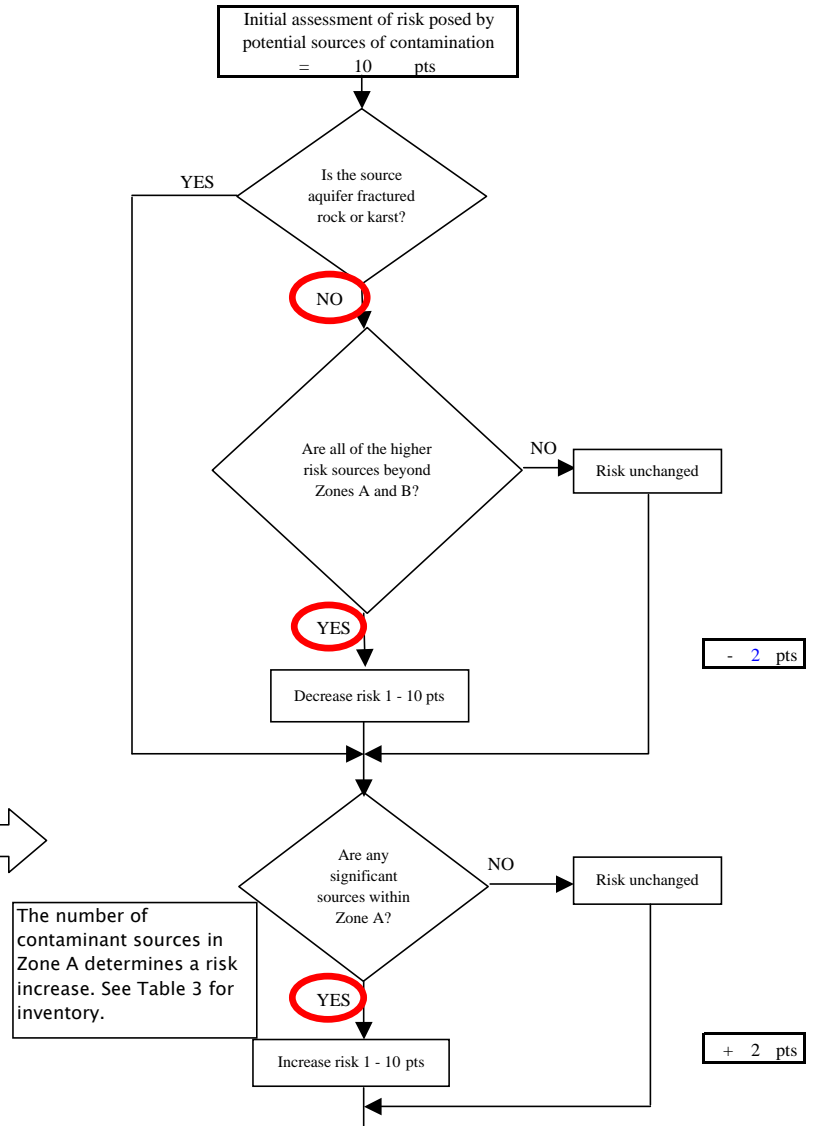 Initial assessment of risk posed by
potential sources of contamination
= 10 pts
YES
Is the source
aquifer fractured
rock or karst?
NO
Are all of the higher
risk sources beyond
Zones A and B?
NO
Risk unchanged
YES
- 2 pts
Decrease risk 1 - 10 pts
Are any
significant
sources within
Zone A?
NO
Risk unchanged
The number of
contaminant sources in
Zone A determines a risk
increase. See Table 3 for
inventory.
YES
+ 2 pts
Increase risk 1 - 10 pts